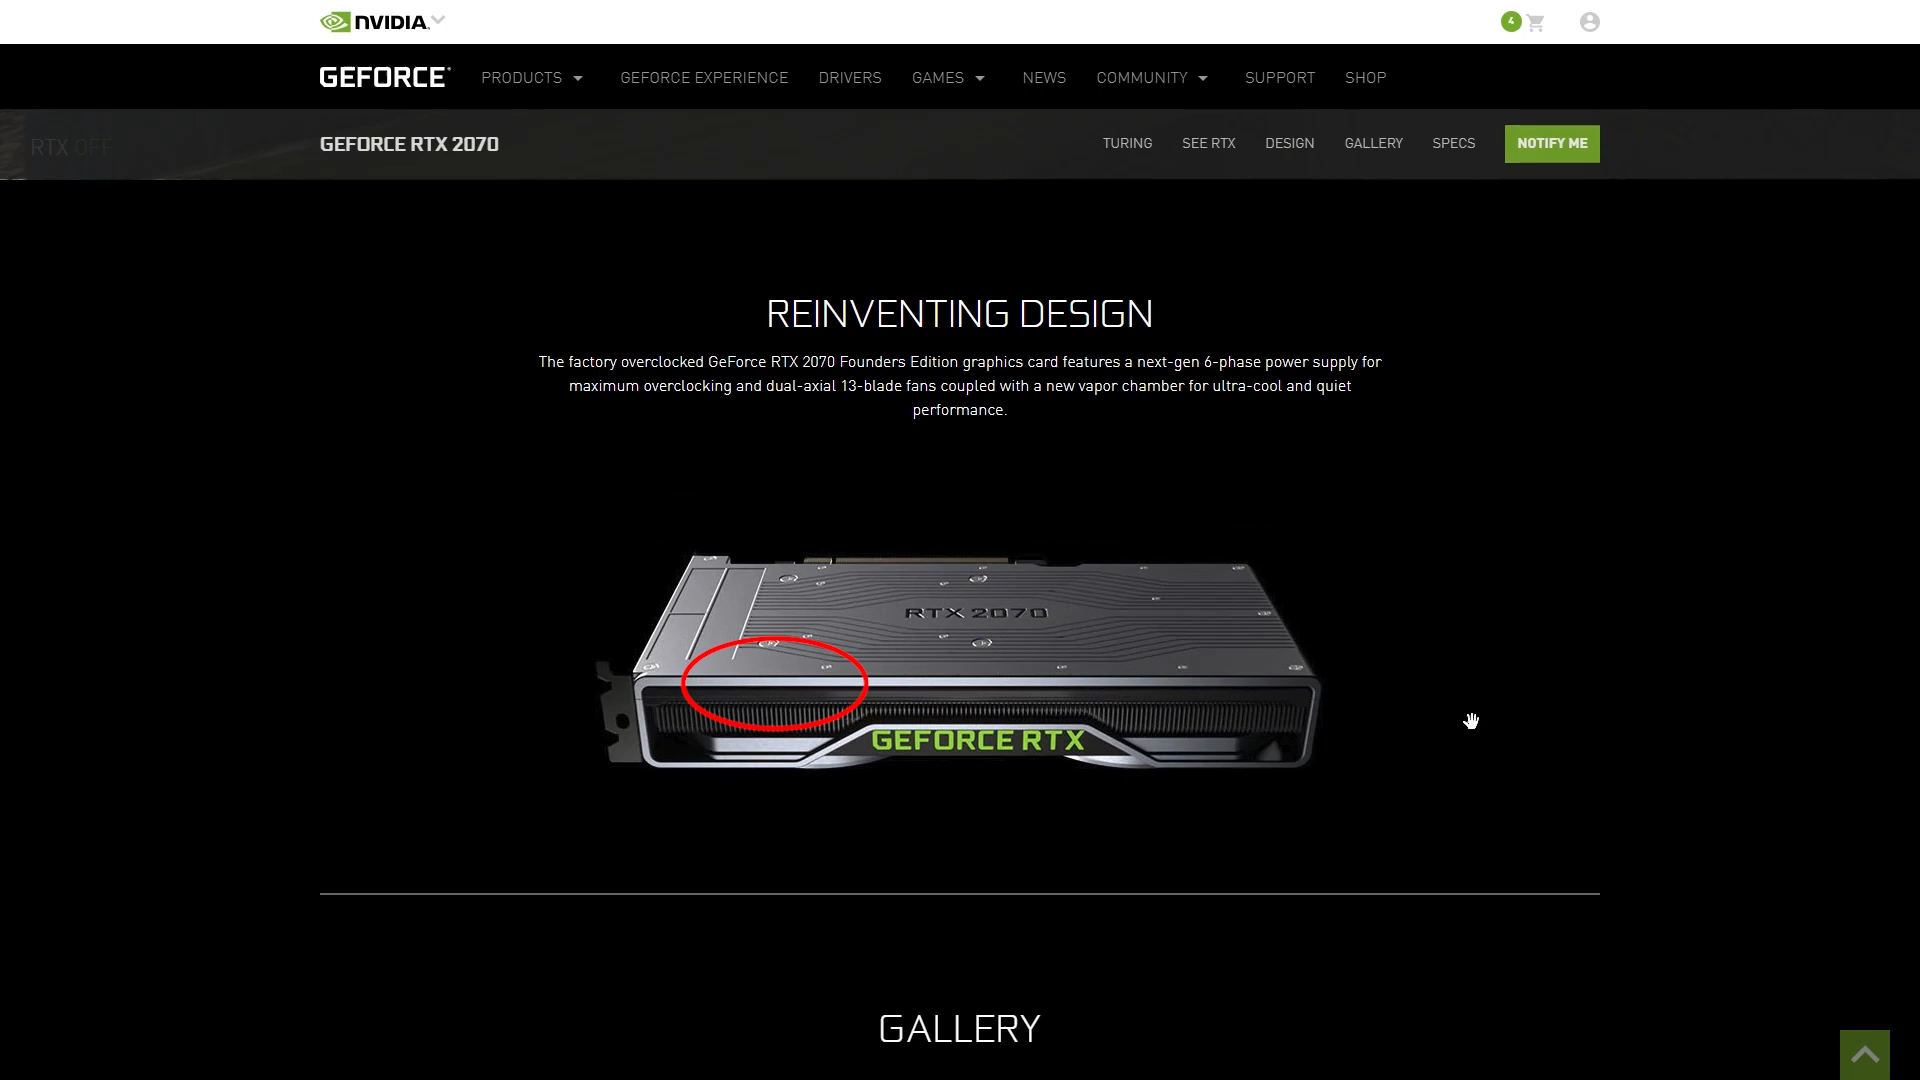 NVIDIA
4
GEFORCE
PRODUCTS
GEFORCE EXPERIENCE
DRIVERS
GAMES
NEWS
COMMUNITY
SUPPORT
SHOP
RTX OFF
GEFORCE RTX 2070
TURING
SEE RTX
DESIGN
GALLERY
SPECS
NOTIFY ME
REINVENTING DESIGN
The factory overclocked GeForce RTX 2070 Founders Edition graphics card features a next-gen 6-phase power supply for
maximum overclocking and dual-axial 13-blade fans coupled with a new vapor chamber for ultra-cool and quiet
performance.
RTX 2070
GEFORCE RTX
GALLERY